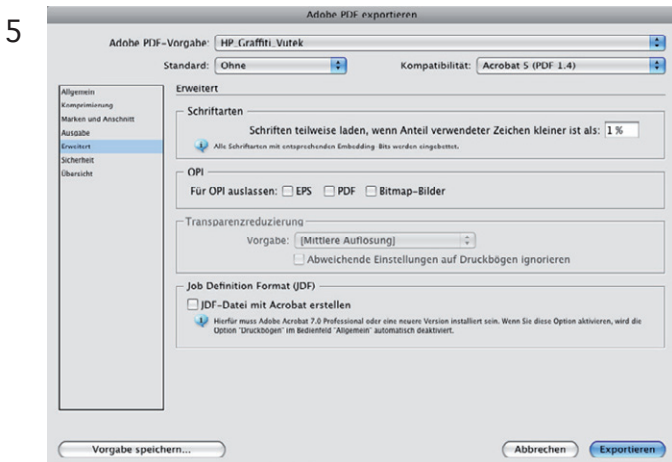 5
Adobe PDF exportieren
Adobe PDF-Vorgabe: HP_Graffiti_Vutek
Standard: Ohne Kompatibilität: Acrobat 5 (PDF 1.4)
Allgemein
Komprimierung
Marken und Anschnitt
Ausgabe
Erweitert
Sicherheit
Übersicht
Erweitert
Schriftarten
Schriften teilweise laden, wenn Anteil verwendeter Zeichen kleiner ist als: 1 %
Alle Schriftarten mit entsprechenden Embedding-Bits werden eingebettet.
OPI
Für OPI auslassen: EPS PDF Bitmap-Bilder
Transparenzreduzierung
Vorgabe: [Mittlere Auflösung]
Abweichende Einstellungen auf Druckbögen ignorieren
Job Definition Format (JDF)
JDF-Datei mit Acrobat erstellen
Hierfür muss Adobe Acrobat 7.0 Professional oder eine neuere Version installiert sein. Wenn Sie diese Option aktivieren, wird die
Option "Druckbögen" im Bedienfeld "Allgemein" automatisch deaktiviert.
Vorgabe speichern... Abbrechen Exportieren